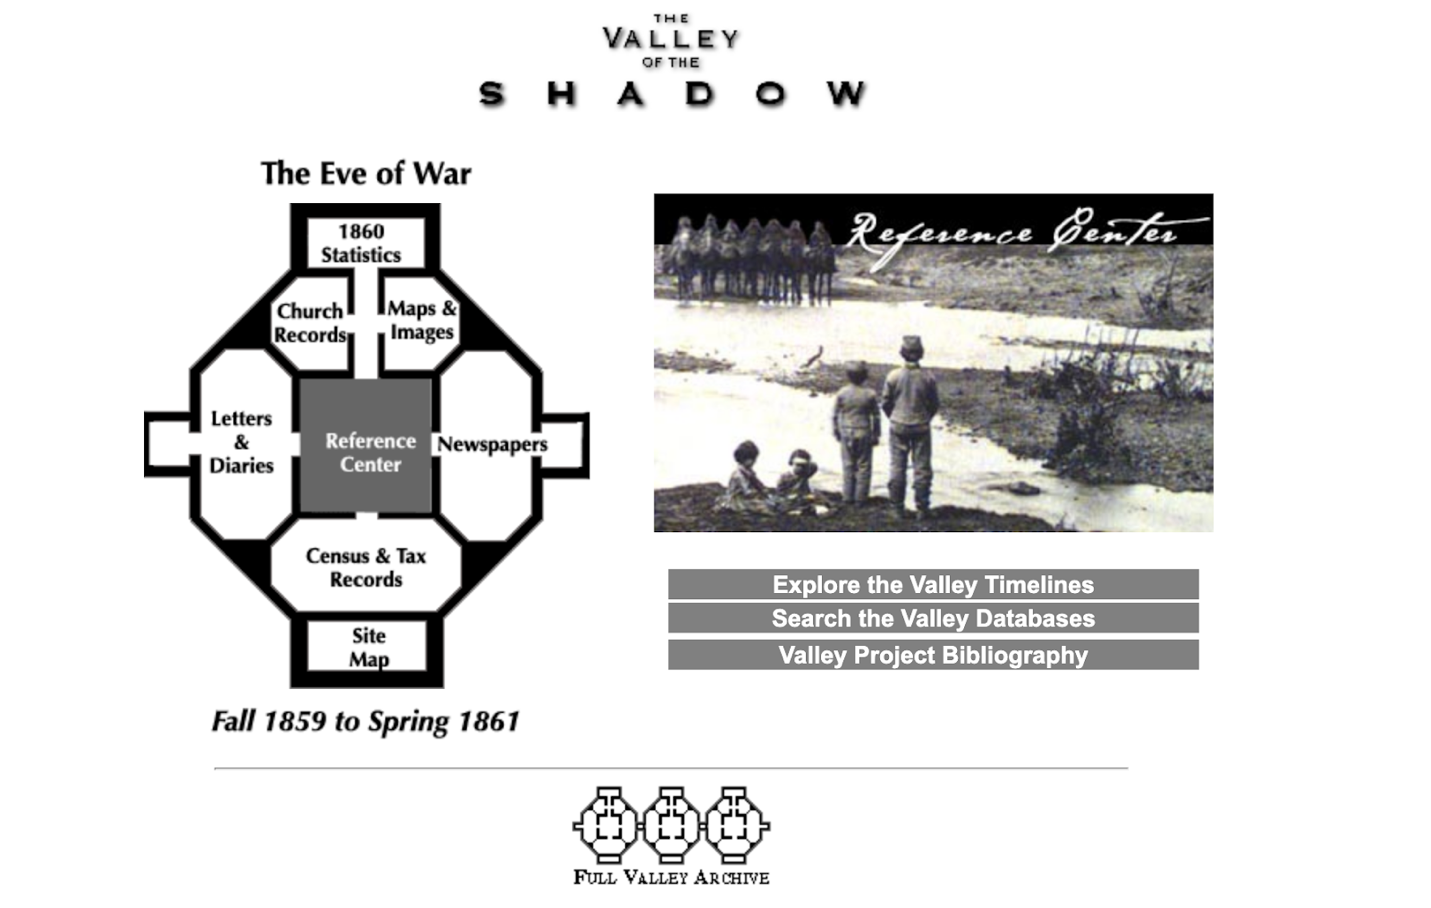 THE
VALLEY
OF THE
SHADOW
The Eve of War
1860
Statistics
Church
Records
Maps &
Images
Letters
&
Diaries
Reference
Center
Newspapers
Census & Tax
Records
Site
Map
Fall 1859 to Spring 1861
Reference Center
Explore the Valley Timelines
Search the Valley Databases
Valley Project Bibliography
FULL VALLEY ARCHIVE